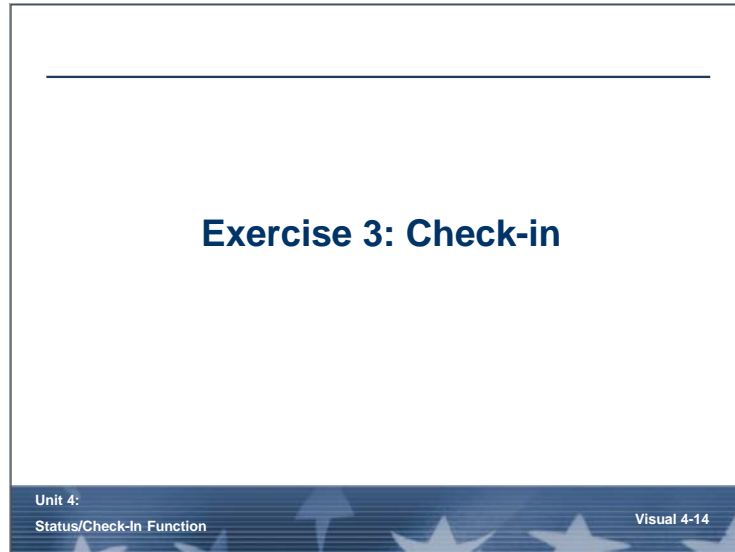 Exercise 3: Check-in
Unit 4:
Status/Check-In Function
Visual 4-14